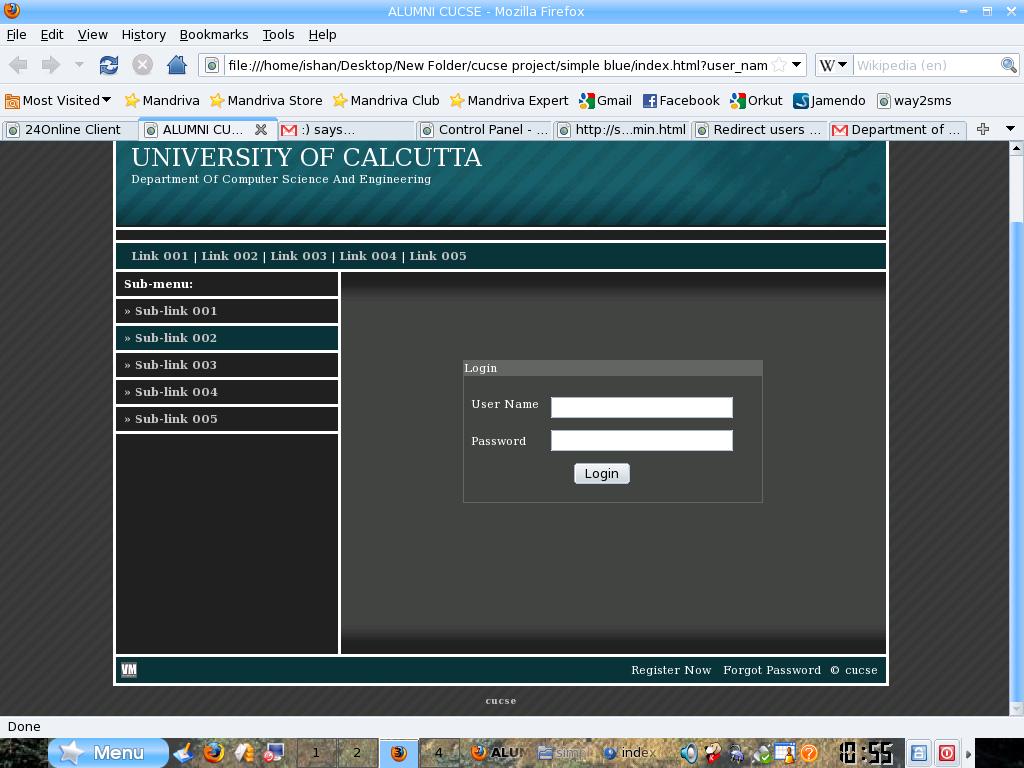 ALUMNI CUCSE - Mozilla Firefox
File Edit View History Bookmarks Tools Help
file:///home/ishan/Desktop/New Folder/cucse project/simple blue/index.html?user_nam W Wikipedia (en)
Most Visited Mandriva Mandriva Store Mandriva Club Mandriva Expert Gmail Facebook Orkut Jamendo way2sms
24Online Client ALUMNI CU... :) says... Control Panel - ... http://s...min.html Redirect users ... Department of ...
UNIVERSITY OF CALCUTTA
Department Of Computer Science And Engineering
Link 001 | Link 002 | Link 003 | Link 004 | Link 005
Sub-menu:
» Sub-link 001
» Sub-link 002
» Sub-link 003
» Sub-link 004
» Sub-link 005
Login
User Name
Password
Login
VM Register Now Forgot Password © cucse
cucse
Done
Menu 1 2 3 4 ALUM Simp index 10:55